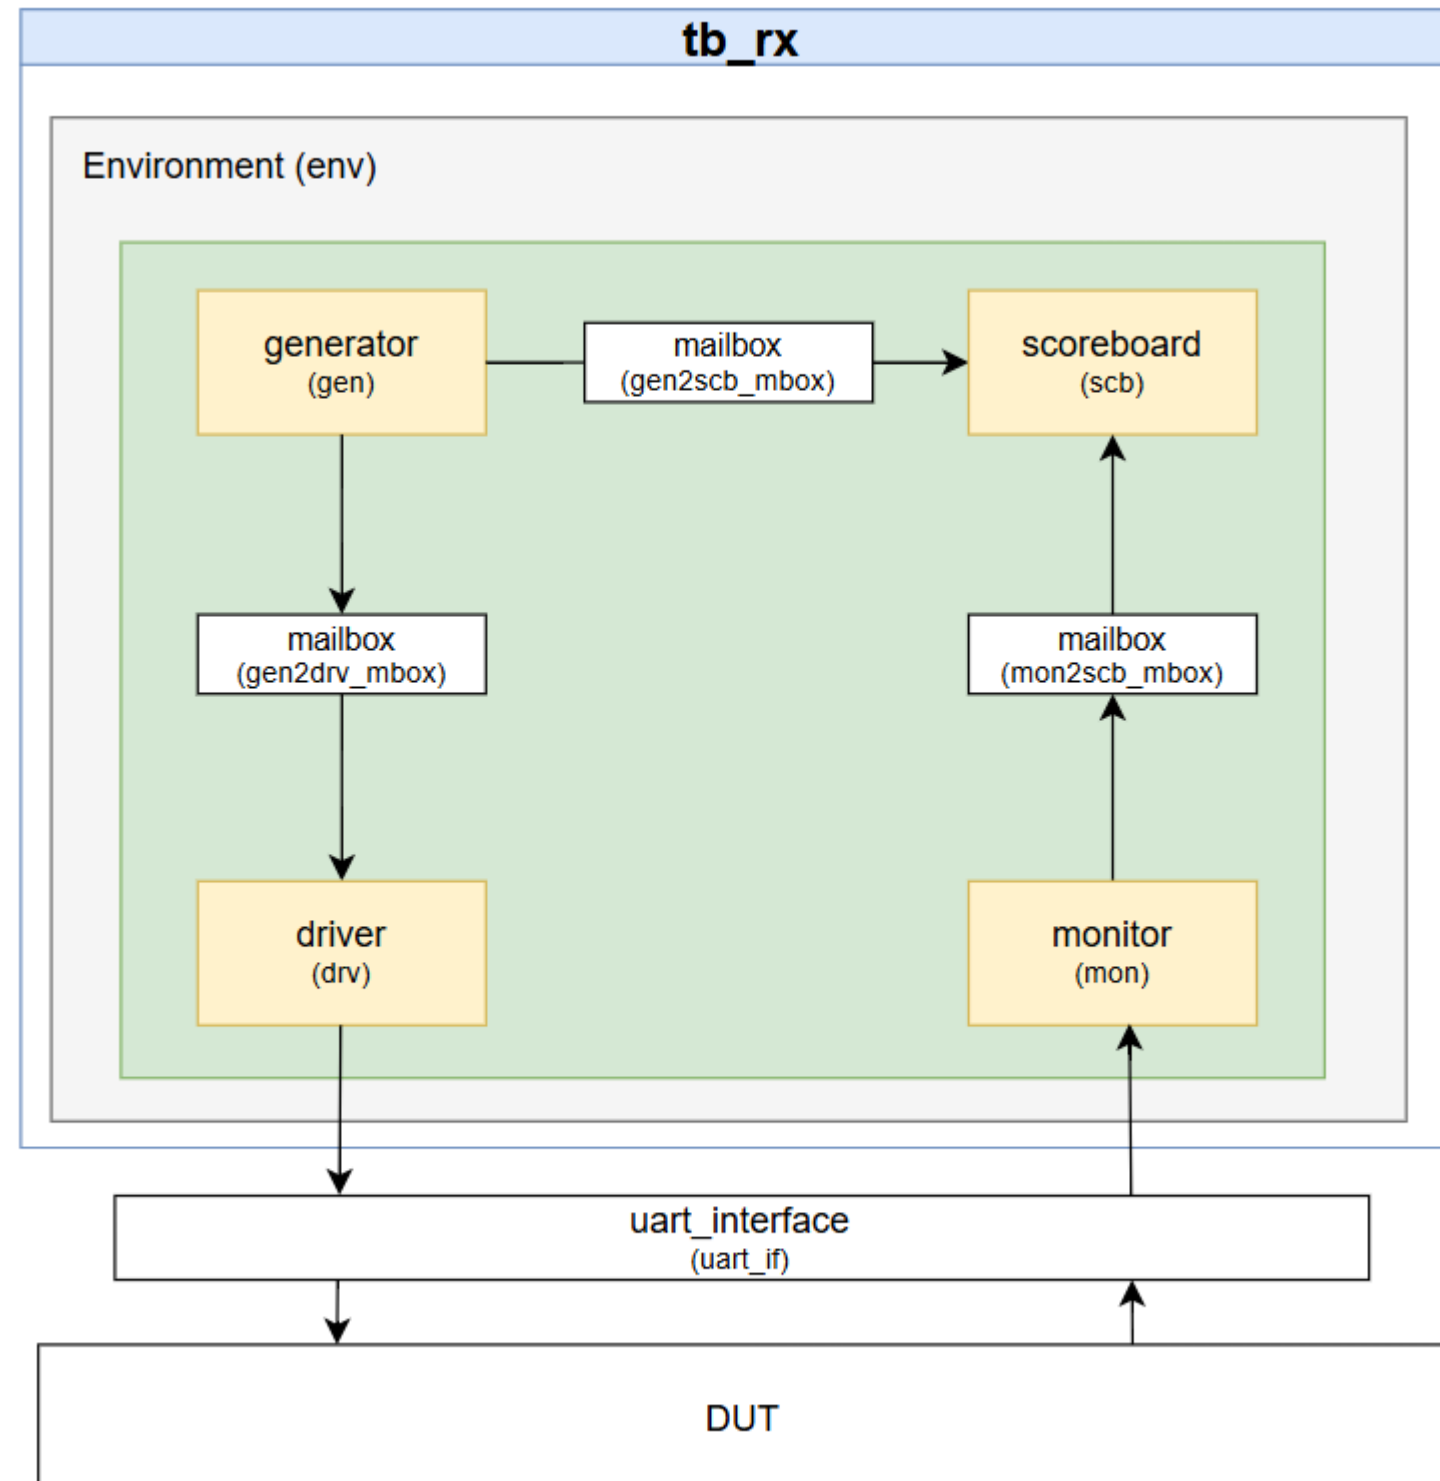 tb_rx
Environment (env)
generator
(gen)
mailbox
(gen2scb_mbox)
scoreboard
(scb)
mailbox
(gen2drv_mbox)
mailbox
(mon2scb_mbox)
driver
(drv)
monitor
(mon)
uart_interface
(uart_if)
DUT